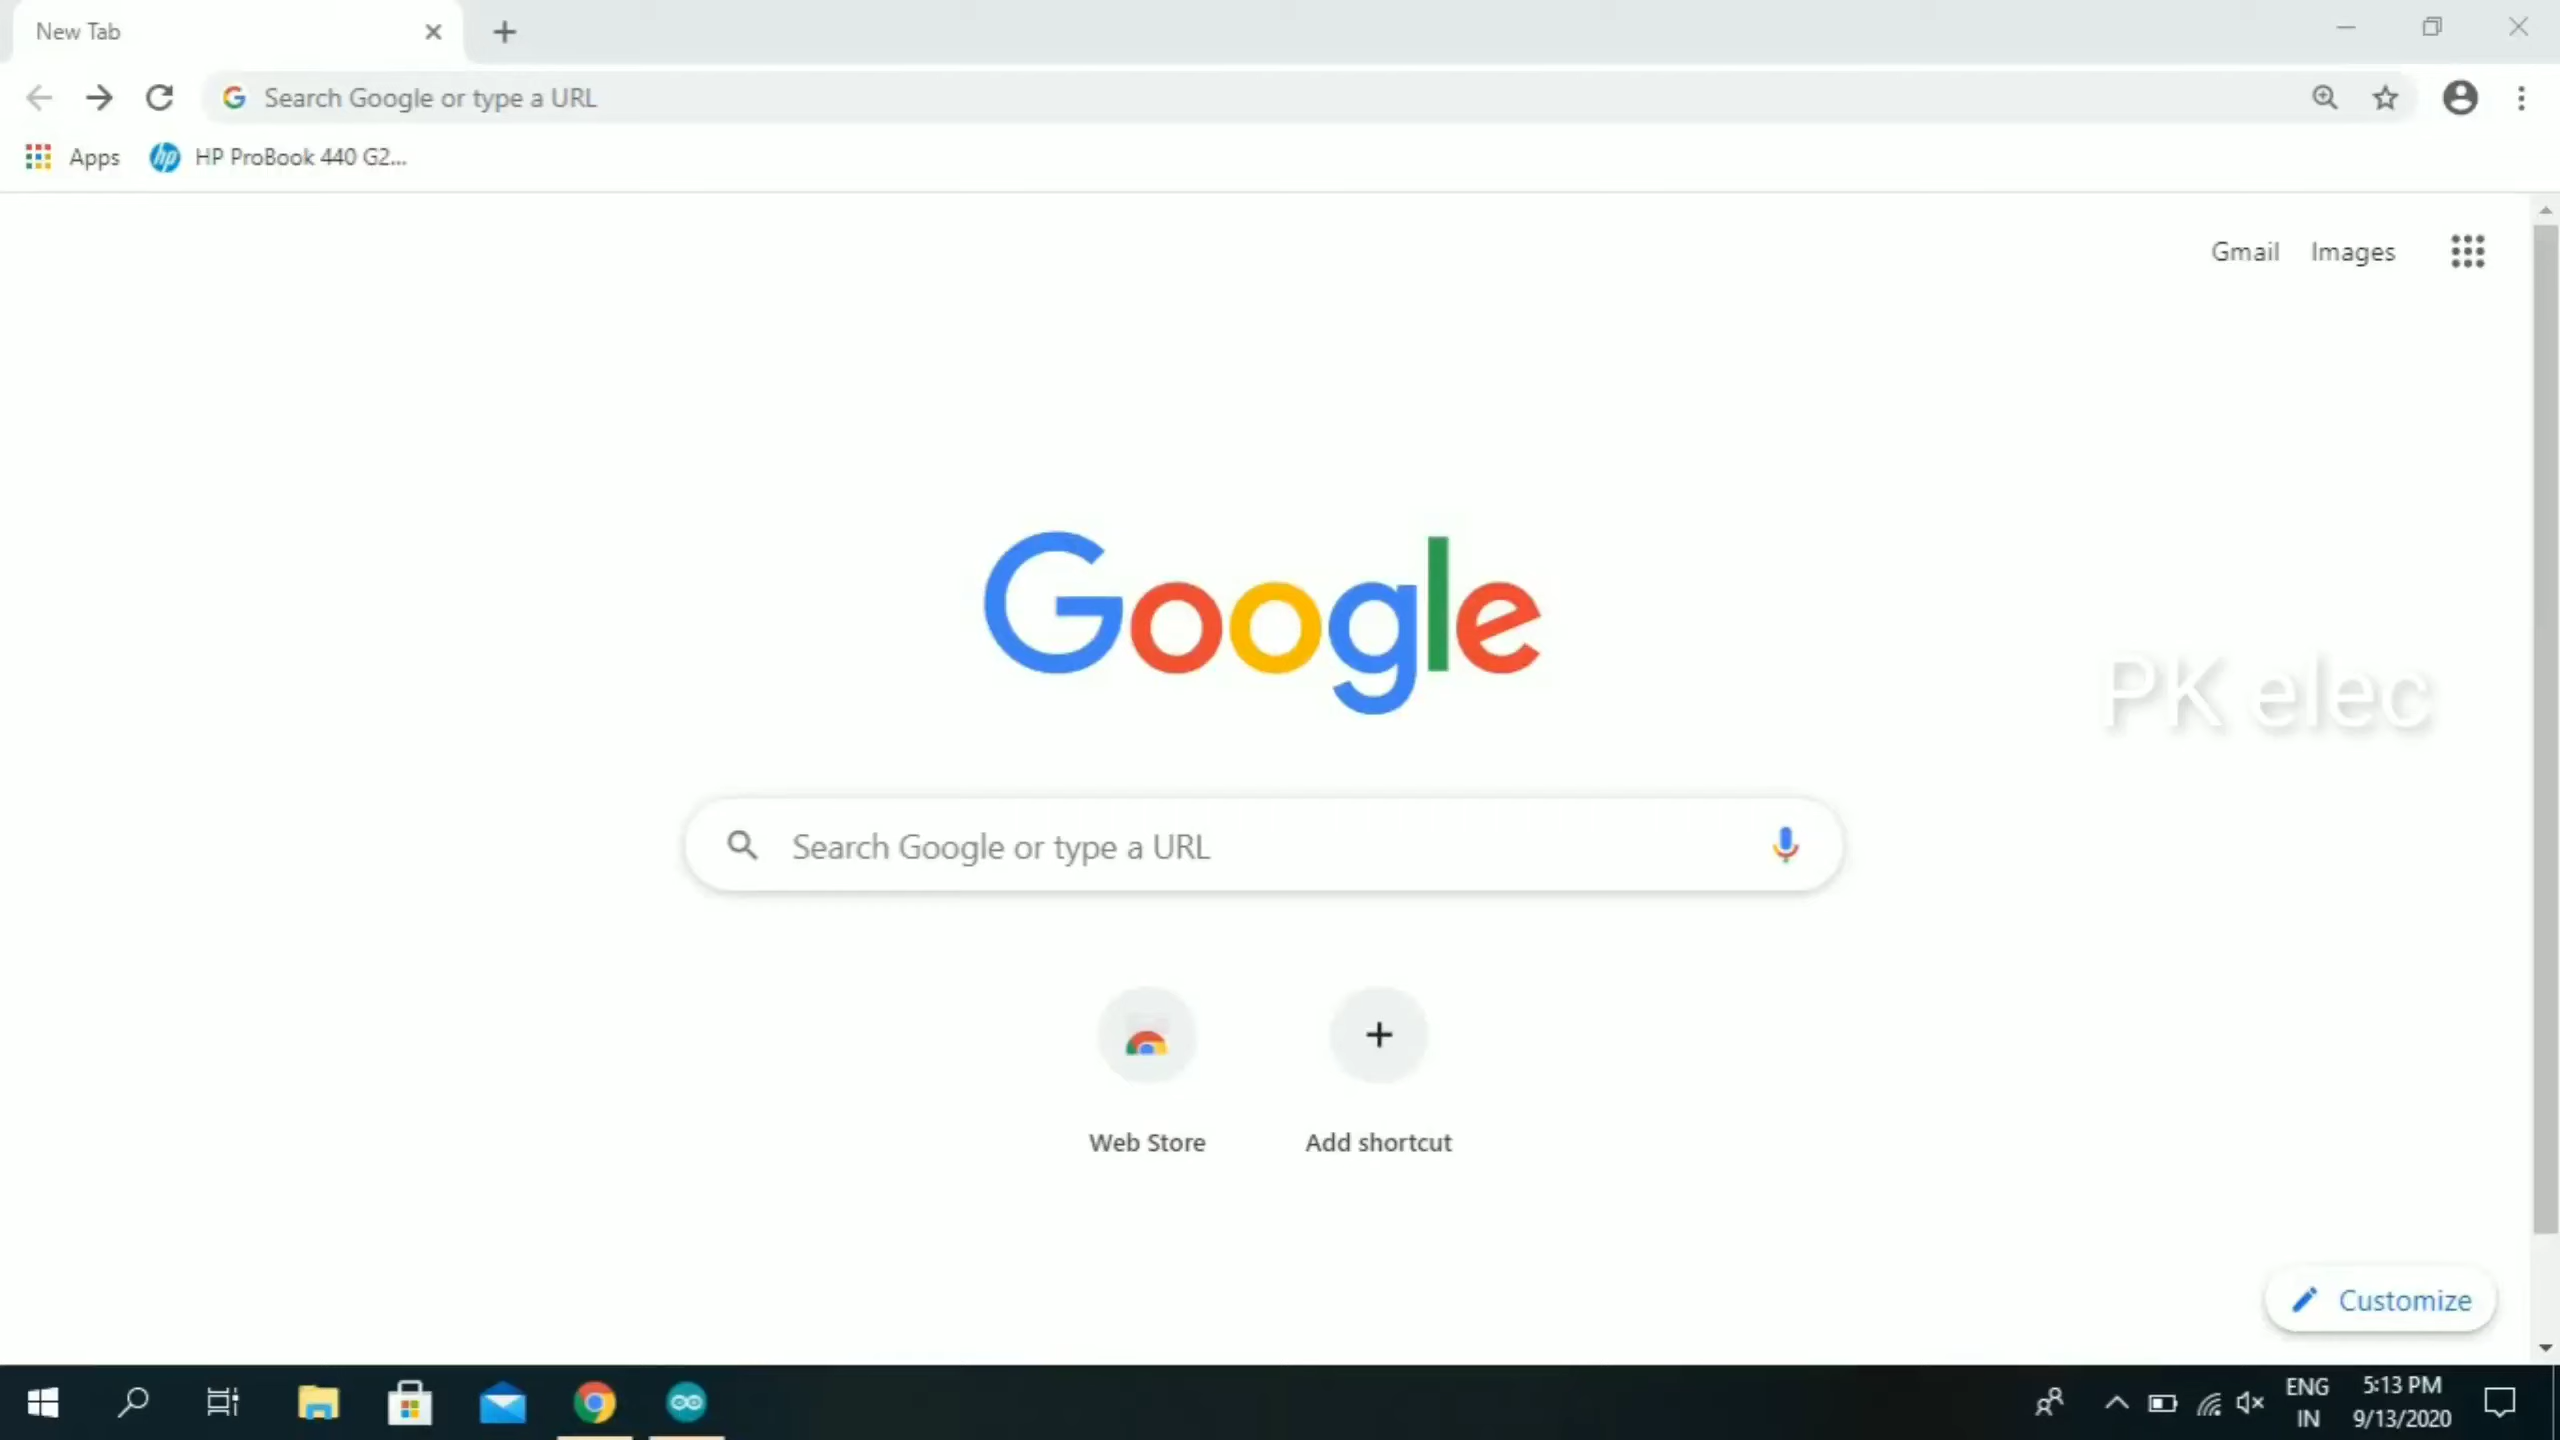 New Tab
Search Google or type a URL
Apps
hp
HP ProBook 440 G2...
Gmail Images
Google
PK elec
Search Google or type a URL
Web Store
Add shortcut
Customize
ENG
IN
5:13 PM
9/13/2020